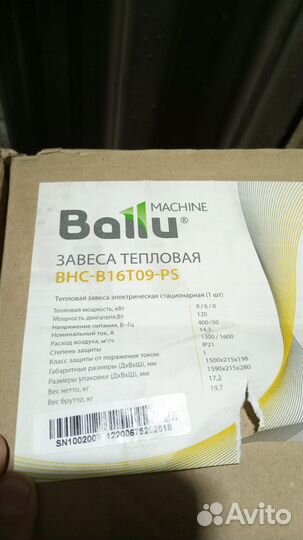 MACHINE
Ballu®
ЗАВЕСА ТЕПЛОВАЯ
BHC-B16T09-PS
Тепловая завеса электрическая стационарная (1 шт)
Тепловая мощность, кВт 9/6/0
Мощность двигателя,Вт 120
Напряжение питания, В~Гц 400~50
Номинальный ток, А 14,2
Расход воздуха, м³/ч 1300 / 1600
Степень защиты IP21
Класс защиты от поражения током I
Габаритные размеры (ДхВхШ), мм 1500x215x198
Размеры упаковки (ДхВхШ), мм 1590x215x280
Вес нетто, кг 17,2
Вес брутто, кг 19,7
Avito